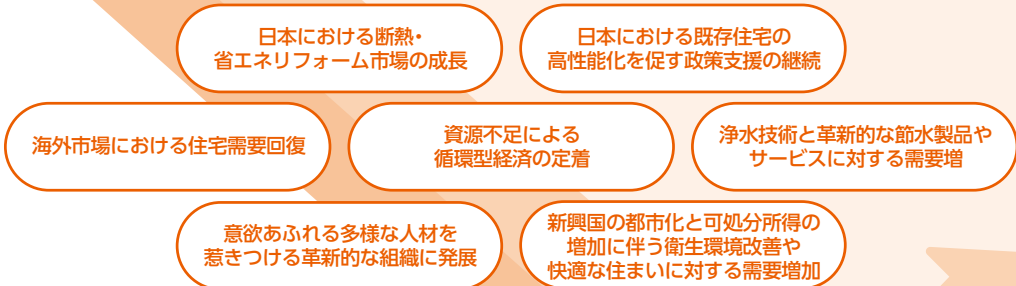 日本における断熱・
省エネリフォーム市場の成長
日本における既存住宅の
高性能化を促す政策支援の継続
海外市場における住宅需要回復
資源不足による
循環型経済の定着
浄水技術と革新的な節水製品や
サービスに対する需要増
意欲あふれる多様な人材を
惹きつける革新的な組織に発展
新興国の都市化と可処分所得の
増加に伴う衛生環境改善や
快適な住まいに対する需要増加